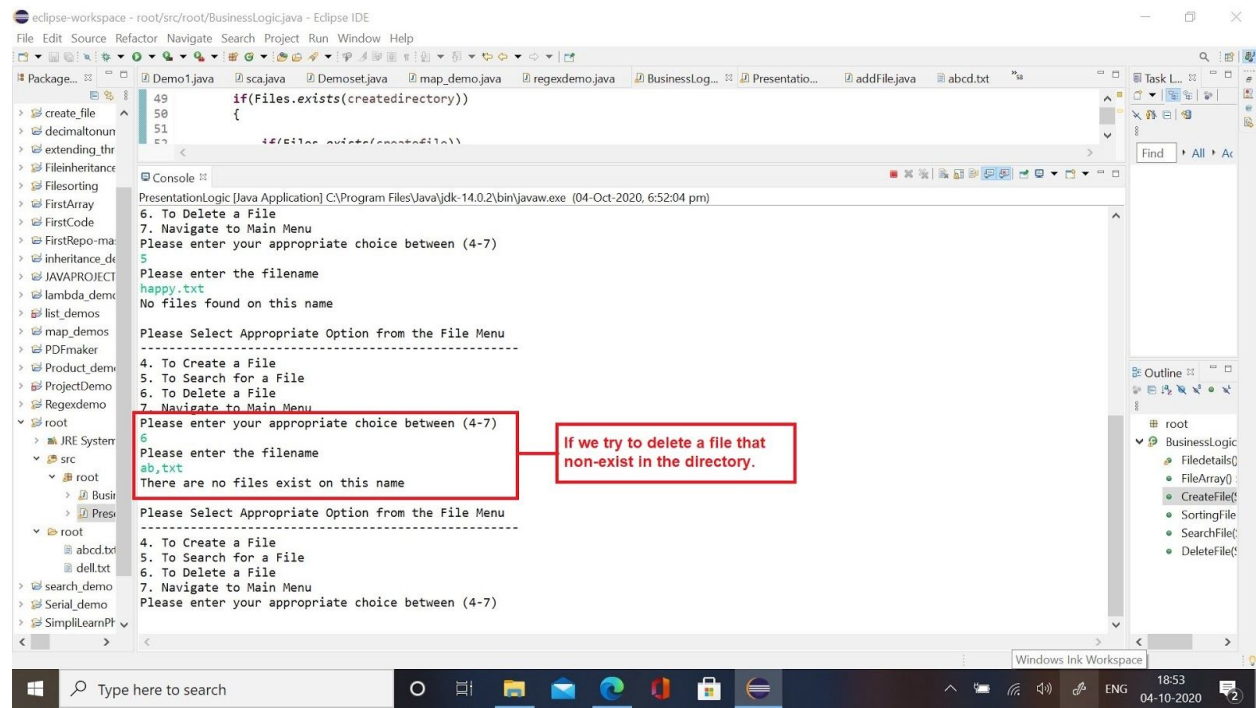 eclipse-workspace - root/src/root/BusinessLogic.java - Eclipse IDE
File Edit Source Refactor Navigate Search Project Run Window Help
Package...
Demo1.java sca.java Demoset.java map_demo.java regexdemo.java BusinessLog... Presentatio... addFile.java abcd.txt
Task L...
49 if(Files.exists(createdirectory))
50 {
51
52 if(Files.exists(createfile))
Find All Ac
create_file
decimaltonum
extending_thr
Fileinheritance
Filesorting
FirstArray
FirstCode
FirstRepo-mas
inheritance_de
JAVAPROJECT
lambda_demo
list_demos
map_demos
PDFmaker
Product_demo
ProjectDemo
Regexdemo
root
JRE System
src
root
Busin
Prese
root
abcd.txt
dell.txt
search_demo
Serial_demo
SimpliLearnPh
Console
PresentationLogic [Java Application] C:\Program Files\Java\jdk-14.0.2\bin\javaw.exe (04-Oct-2020, 6:52:04 pm)
6. To Delete a File
7. Navigate to Main Menu
Please enter your appropriate choice between (4-7)
5
Please enter the filename
happy.txt
No files found on this name
Please Select Appropriate Option from the File Menu
----------------------------------------------------
4. To Create a File
5. To Search for a File
6. To Delete a File
7. Navigate to Main Menu
Please enter your appropriate choice between (4-7)
6
Please enter the filename
ab,txt
There are no files exist on this name
Please Select Appropriate Option from the File Menu
----------------------------------------------------
4. To Create a File
5. To Search for a File
6. To Delete a File
7. Navigate to Main Menu
Please enter your appropriate choice between (4-7)
If we try to delete a file that
non-exist in the directory.
Outline
root
BusinessLogic
Filedetails()
FileArray() :
CreateFile(S
SortingFile
SearchFile(
DeleteFile(S
Windows Ink Workspace
Type here to search
ENG
18:53
04-10-2020
2